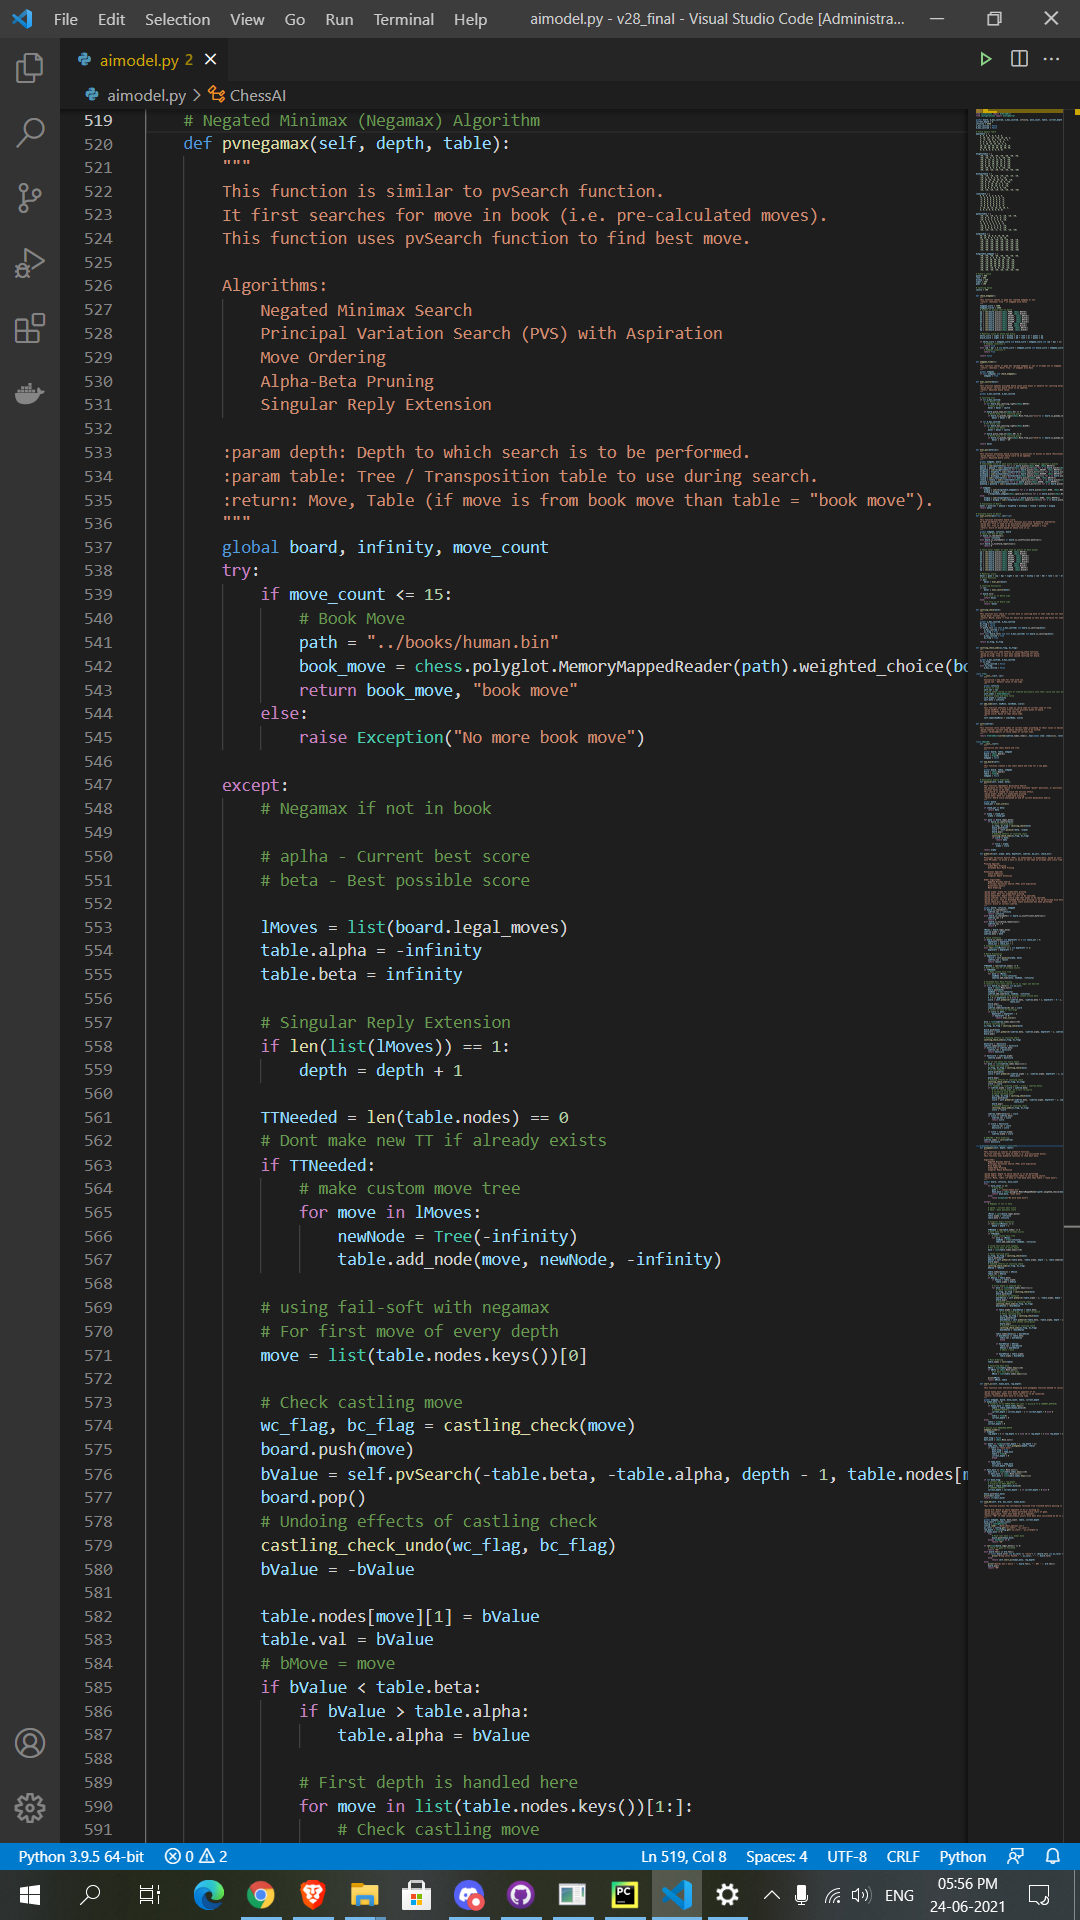 File Edit Selection View Go Run Terminal Help aimodel.py - v28_final - Visual Studio Code [Administra...
aimodel.py 2
aimodel.py > ChessAI
519 # Negated Minimax (Negamax) Algorithm
520 def pvnegamax(self, depth, table):
521 """
522 This function is similar to pvSearch function.
523 It first searches for move in book (i.e. pre-calculated moves).
524 This function uses pvSearch function to find best move.
525
526 Algorithms:
527 Negated Minimax Search
528 Principal Variation Search (PVS) with Aspiration
529 Move Ordering
530 Alpha-Beta Pruning
531 Singular Reply Extension
532
533 :param depth: Depth to which search is to be performed.
534 :param table: Tree / Transposition table to use during search.
535 :return: Move, Table (if move is from book move than table = "book move").
536 """
537 global board, infinity, move_count
538 try:
539 if move_count <= 15:
540 # Book Move
541 path = "../books/human.bin"
542 book_move = chess.polyglot.MemoryMappedReader(path).weighted_choice(bo
543 return book_move, "book move"
544 else:
545 raise Exception("No more book move")
546
547 except:
548 # Negamax if not in book
549
550 # aplha - Current best score
551 # beta - Best possible score
552
553 lMoves = list(board.legal_moves)
554 table.alpha = -infinity
555 table.beta = infinity
556
557 # Singular Reply Extension
558 if len(list(lMoves)) == 1:
559 depth = depth + 1
560
561 TTNeeded = len(table.nodes) == 0
562 # Dont make new TT if already exists
563 if TTNeeded:
564 # make custom move tree
565 for move in lMoves:
566 newNode = Tree(-infinity)
567 table.add_node(move, newNode, -infinity)
568
569 # using fail-soft with negamax
570 # For first move of every depth
571 move = list(table.nodes.keys())[0]
572
573 # Check castling move
574 wc_flag, bc_flag = castling_check(move)
575 board.push(move)
576 bValue = self.pvSearch(-table.beta, -table.alpha, depth - 1, table.nodes[m
577 board.pop()
578 # Undoing effects of castling check
579 castling_check_undo(wc_flag, bc_flag)
580 bValue = -bValue
581
582 table.nodes[move][1] = bValue
583 table.val = bValue
584 # bMove = move
585 if bValue < table.beta:
586 if bValue > table.alpha:
587 table.alpha = bValue
588
589 # First depth is handled here
590 for move in list(table.nodes.keys())[1:]:
591 # Check castling move
Python 3.9.5 64-bit 0 2 Ln 519, Col 8 Spaces: 4 UTF-8 CRLF Python
PC ENG 05:56 PM
24-06-2021